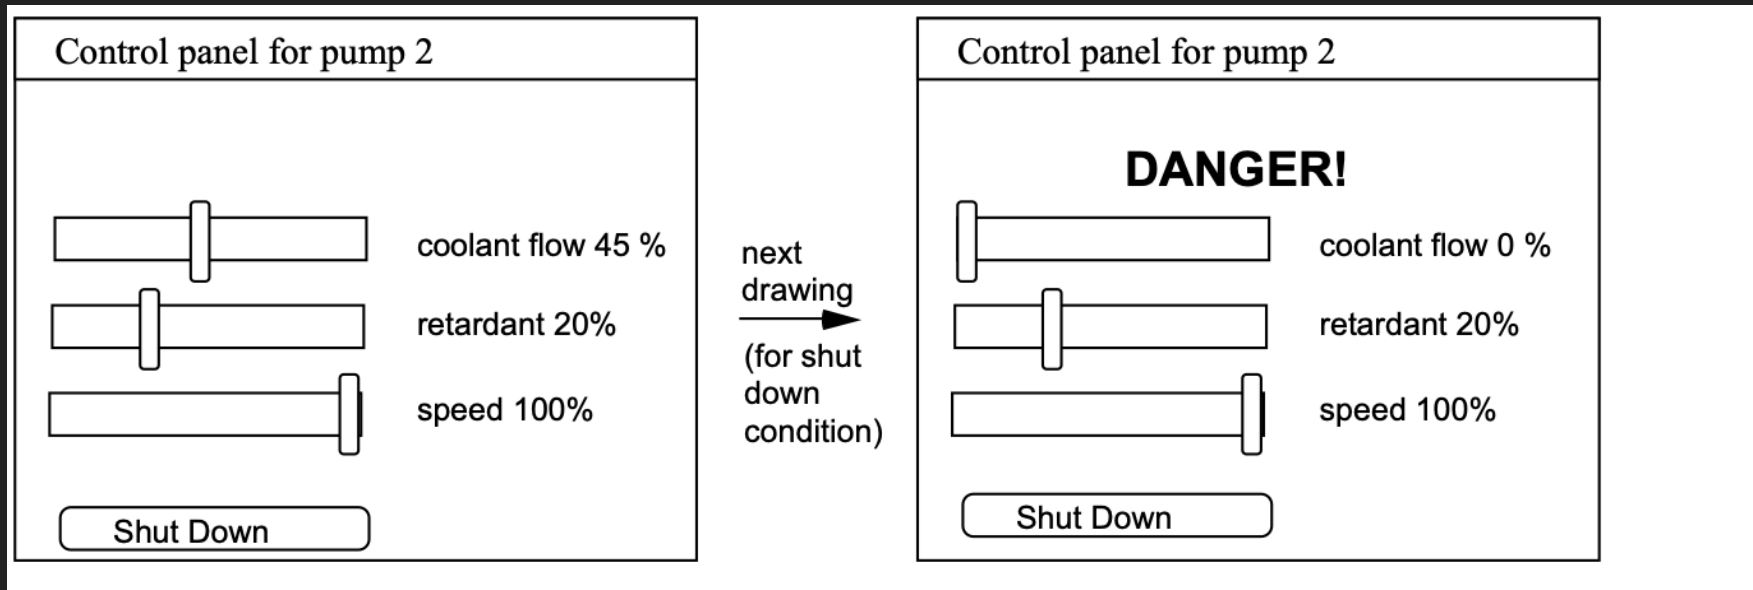 Control panel for pump 2
coolant flow 45 %
retardant 20%
speed 100%
Shut Down
next
drawing
(for shut
down
condition)
Control panel for pump 2
DANGER!
coolant flow 0 %
retardant 20%
speed 100%
Shut Down